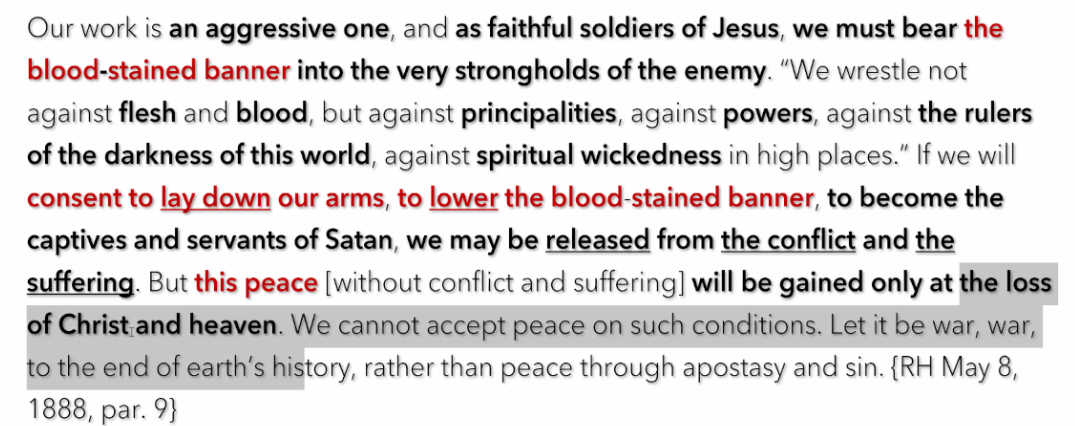 Our work is an aggressive one, and as faithful soldiers of Jesus, we must bear the
blood-stained banner into the very strongholds of the enemy. “We wrestle not
against flesh and blood, but against principalities, against powers, against the rulers
of the darkness of this world, against spiritual wickedness in high places.” If we will
consent to lay down our arms, to lower the blood-stained banner, to become the
captives and servants of Satan, we may be released from the conflict and the
suffering. But this peace [without conflict and suffering] will be gained only at the loss
of Christ and heaven. We cannot accept peace on such conditions. Let it be war, war,
to the end of earth’s history, rather than peace through apostasy and sin. {RH May 8,
1888, par. 9}